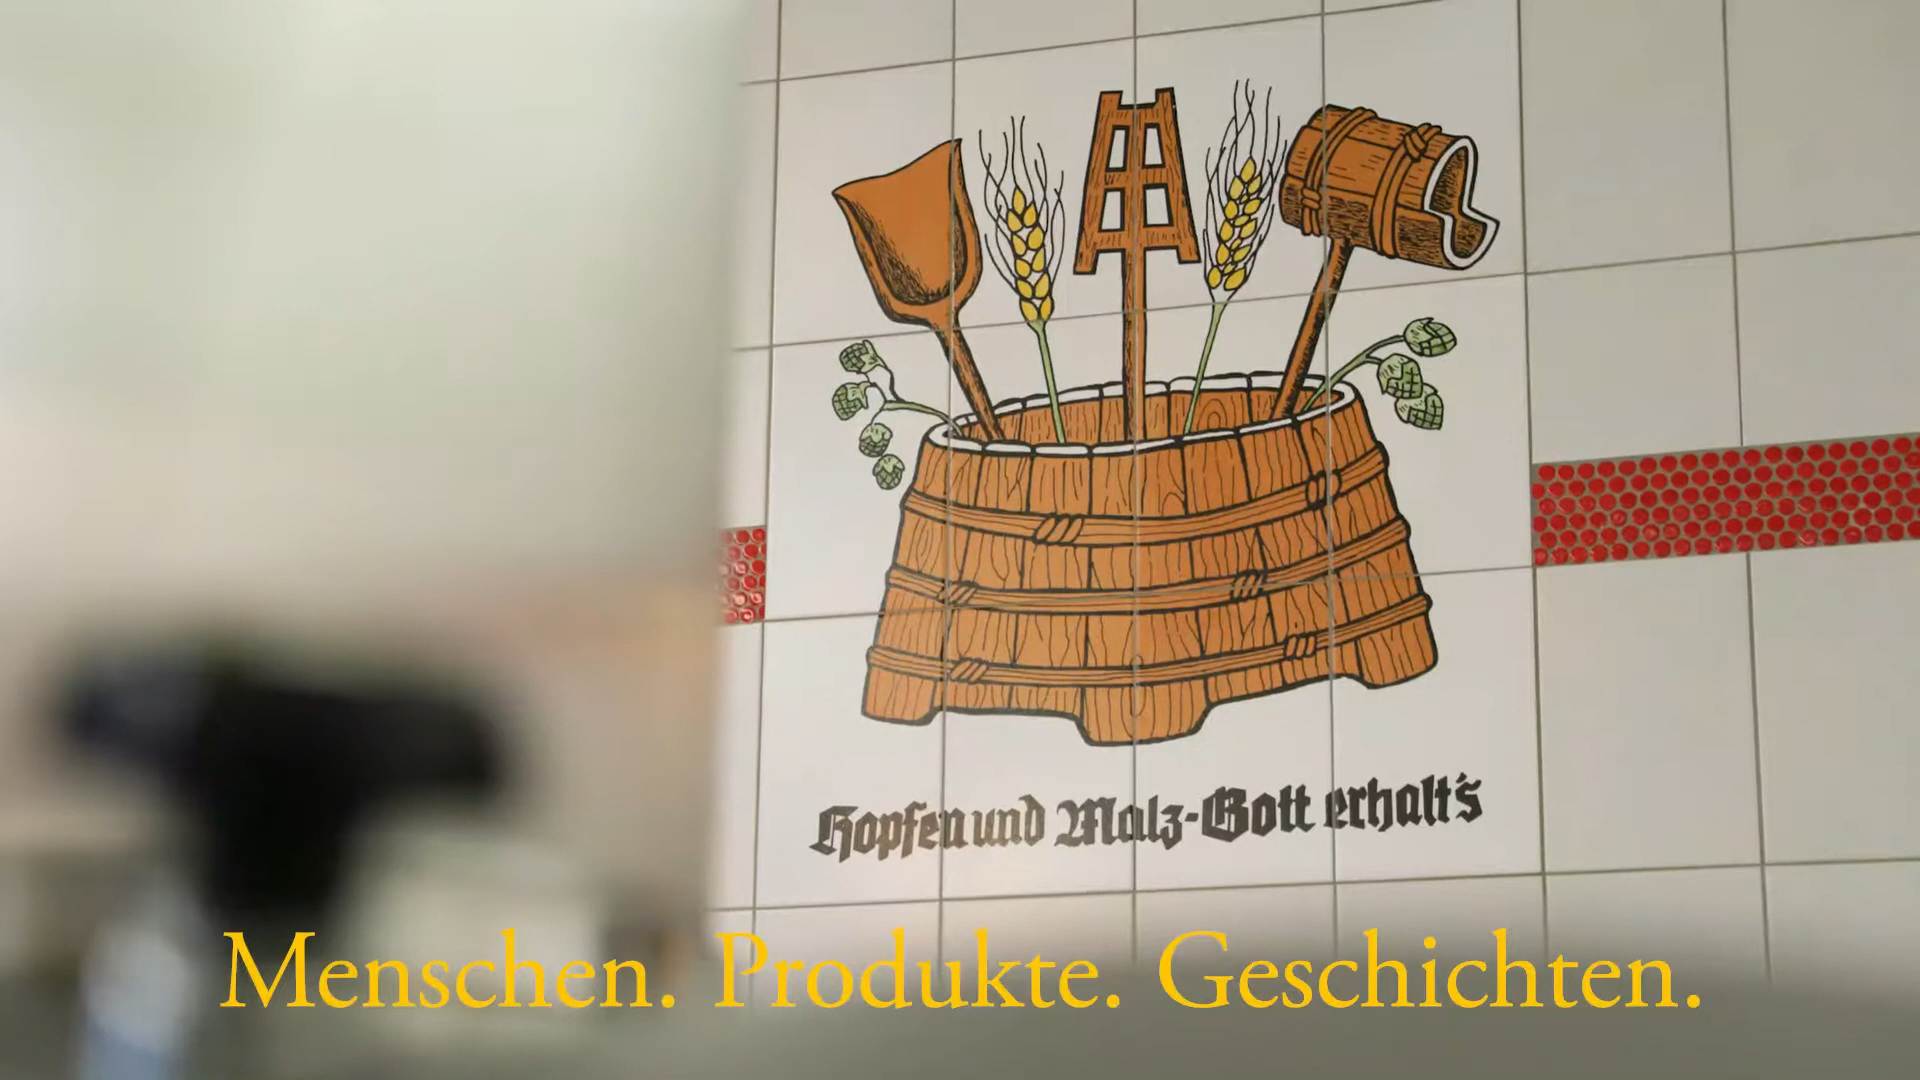 Hopfen und Malz-Gott erhalt's
Menschen. Produkte. Geschichten.